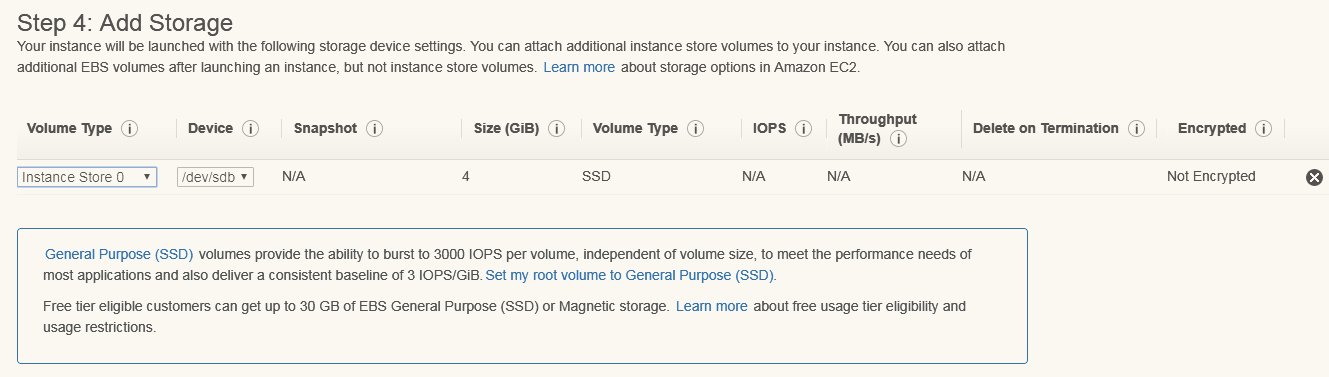 Step 4: Add Storage
Your instance will be launched with the following storage device settings. You can attach additional instance store volumes to your instance. You can also attach
additional EBS volumes after launching an instance, but not instance store volumes. Learn more about storage options in Amazon EC2.
Volume Type i Device i Snapshot i Size (GiB) i Volume Type i IOPS i Throughput (MB/s) i Delete on Termination i Encrypted i
Instance Store 0 /dev/sdb N/A 4 SSD N/A N/A N/A Not Encrypted
General Purpose (SSD) volumes provide the ability to burst to 3000 IOPS per volume, independent of volume size, to meet the performance needs of
most applications and also deliver a consistent baseline of 3 IOPS/GiB. Set my root volume to General Purpose (SSD).
Free tier eligible customers can get up to 30 GB of EBS General Purpose (SSD) or Magnetic storage. Learn more about free usage tier eligibility and
usage restrictions.